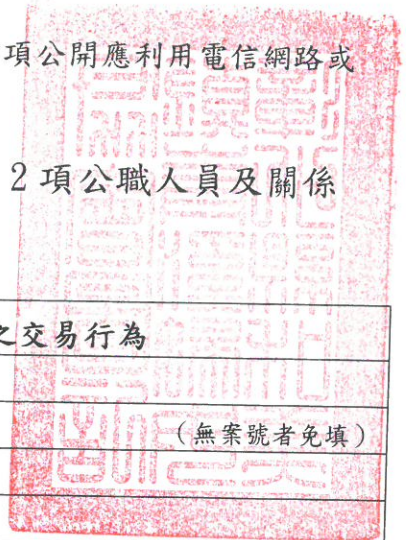 項公開應利用電信網路或
2項公職人員及關係
之交易行為
（無案號者免填）